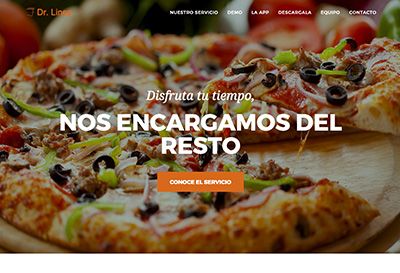 Dr.
NUESTRO SERVICIO DEMO LA APP DESCARGALA EQUIPO CONTACTO
Disfruta tu tiempo,
NOS ENCARGAMOS DEL
RESTO
CONOCE EL SERVICIO